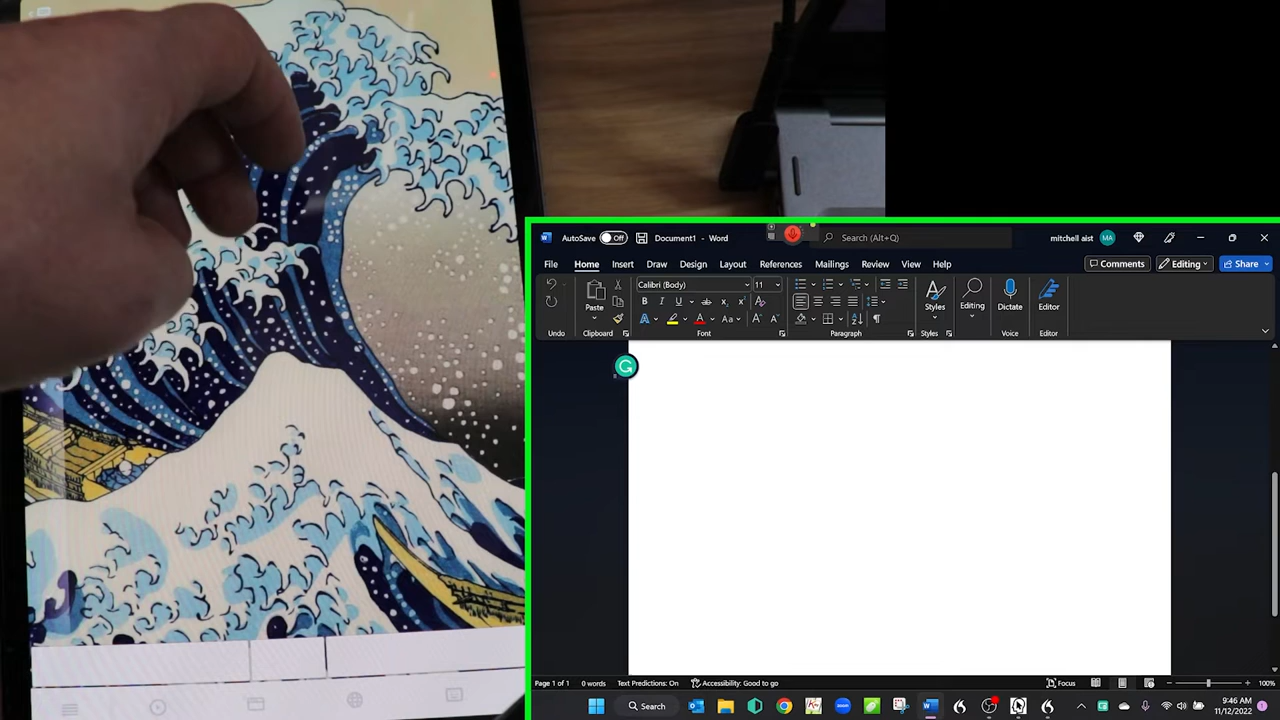 AutoSave Off Document1 - Word Search (Alt+Q) mitchell aist MA
File Home Insert Draw Design Layout References Mailings Review View Help Comments Editing Share
Calibri (Body) 11
Paste Styles Editing Dictate Editor
Undo Clipboard Font Paragraph Styles Voice Editor
Page 1 of 1 0 words Text Predictions: On Accessibility: Good to go Focus 100%
Search 9:46 AM
11/12/2022